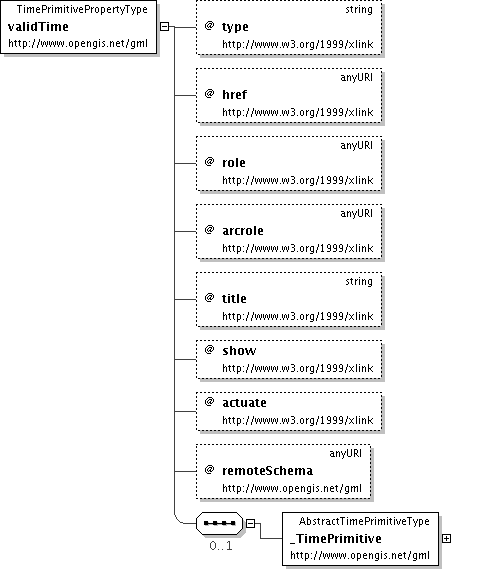 TimePrimitivePropertyType
validTime
http://www.opengis.net/gml
string
@ type
http://www.w3.org/1999/xlink
anyURI
@ href
http://www.w3.org/1999/xlink
anyURI
@ role
http://www.w3.org/1999/xlink
anyURI
@ arcrole
http://www.w3.org/1999/xlink
string
@ title
http://www.w3.org/1999/xlink
@ show
http://www.w3.org/1999/xlink
@ actuate
http://www.w3.org/1999/xlink
anyURI
@ remoteSchema
http://www.opengis.net/gml
0..1
AbstractTimePrimitiveType
_TimePrimitive
http://www.opengis.net/gml